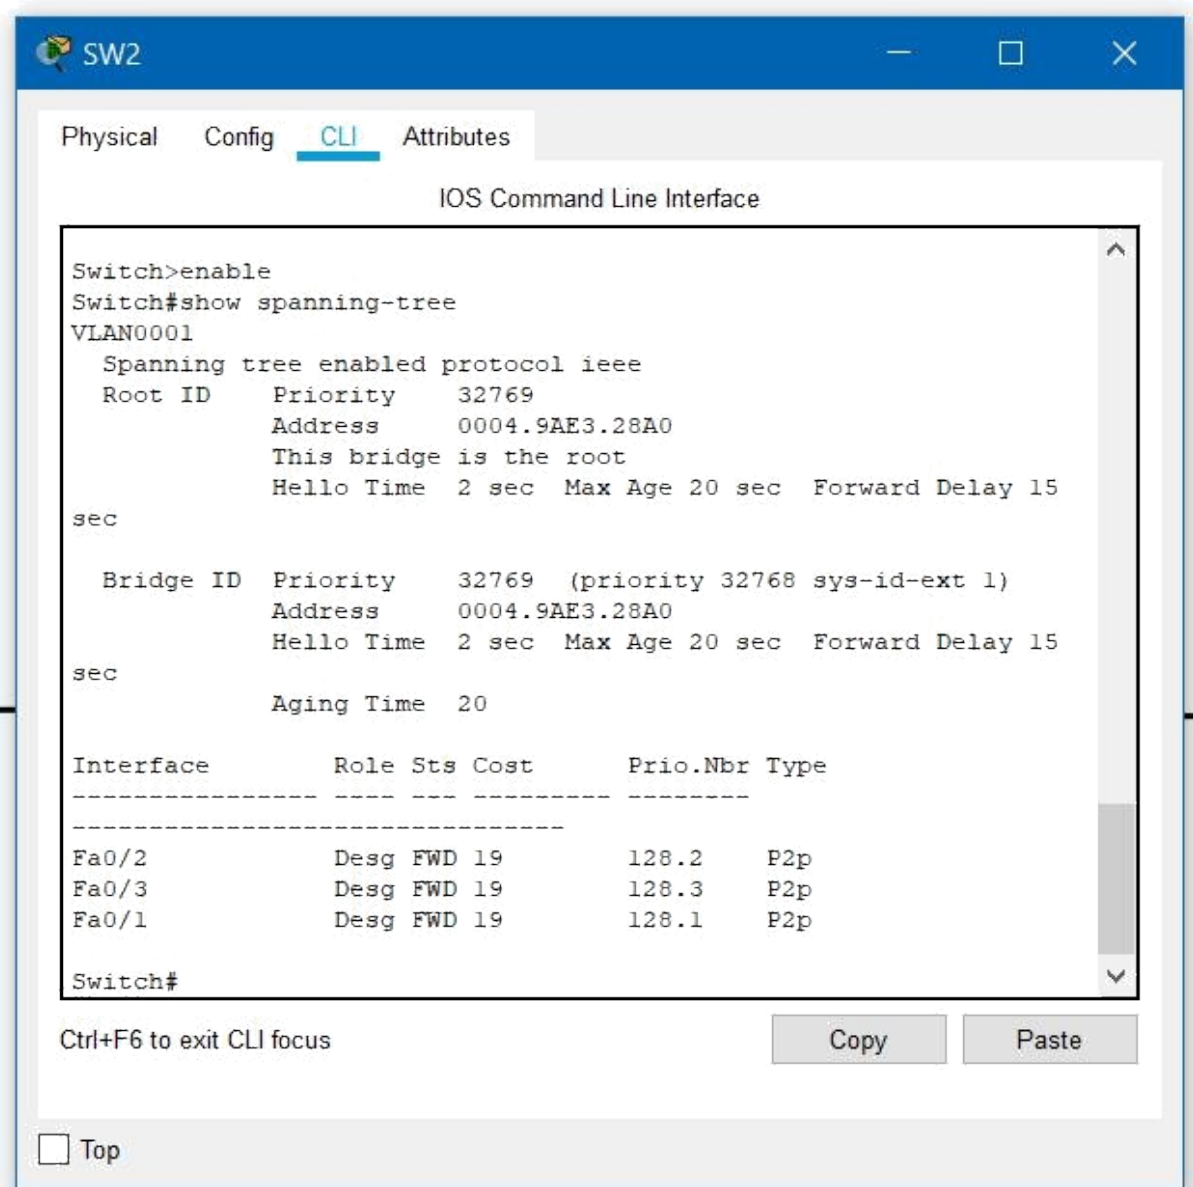 SW2
Physical Config CLI Attributes
IOS Command Line Interface
Switch>enable
Switch#show spanning-tree
VLAN0001
  Spanning tree enabled protocol ieee
  Root ID    Priority    32769
             Address     0004.9AE3.28A0
             This bridge is the root
             Hello Time  2 sec  Max Age 20 sec  Forward Delay 15
sec
  Bridge ID  Priority    32769  (priority 32768 sys-id-ext 1)
             Address     0004.9AE3.28A0
             Hello Time  2 sec  Max Age 20 sec  Forward Delay 15
sec
             Aging Time  20
Interface        Role Sts Cost      Prio.Nbr Type
---------------- ---- --- --------- --------
--------------------------------
Fa0/2            Desg FWD 19        128.2    P2p
Fa0/3            Desg FWD 19        128.3    P2p
Fa0/1            Desg FWD 19        128.1    P2p
Switch#
Ctrl+F6 to exit CLI focus Copy Paste
Top